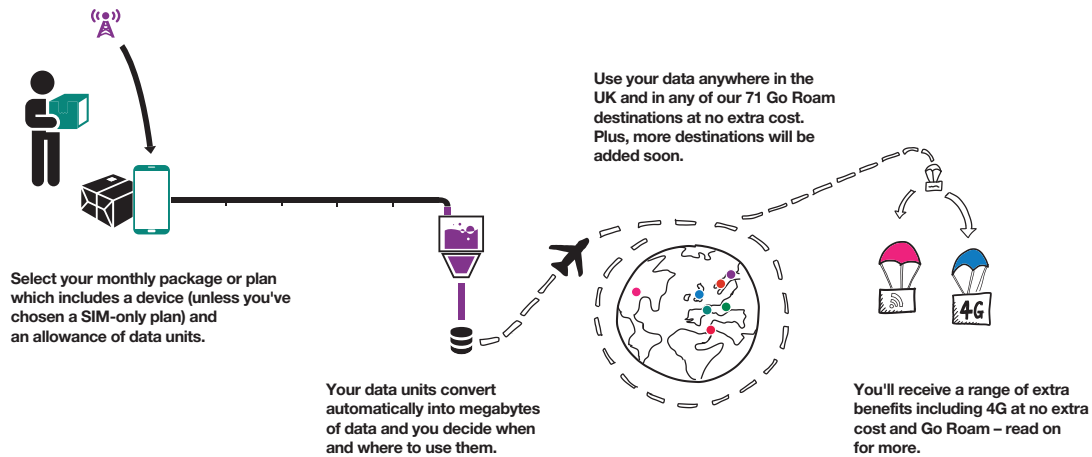 Use your data anywhere in the
UK and in any of our 71 Go Roam
destinations at no extra cost.
Plus, more destinations will be
added soon.
Select your monthly package or plan
which includes a device (unless you've
chosen a SIM-only plan) and
an allowance of data units.
4G
Your data units convert
automatically into megabytes
of data and you decide when
and where to use them.
You'll receive a range of extra
benefits including 4G at no extra
cost and Go Roam – read on
for more.